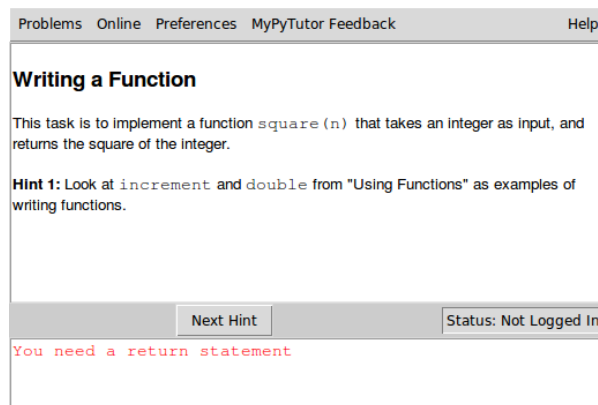 Problems Online Preferences MyPyTutor Feedback Help
Writing a Function
This task is to implement a function square(n) that takes an integer as input, and
returns the square of the integer.
Hint 1: Look at increment and double from "Using Functions" as examples of
writing functions.
Next Hint Status: Not Logged In
You need a return statement